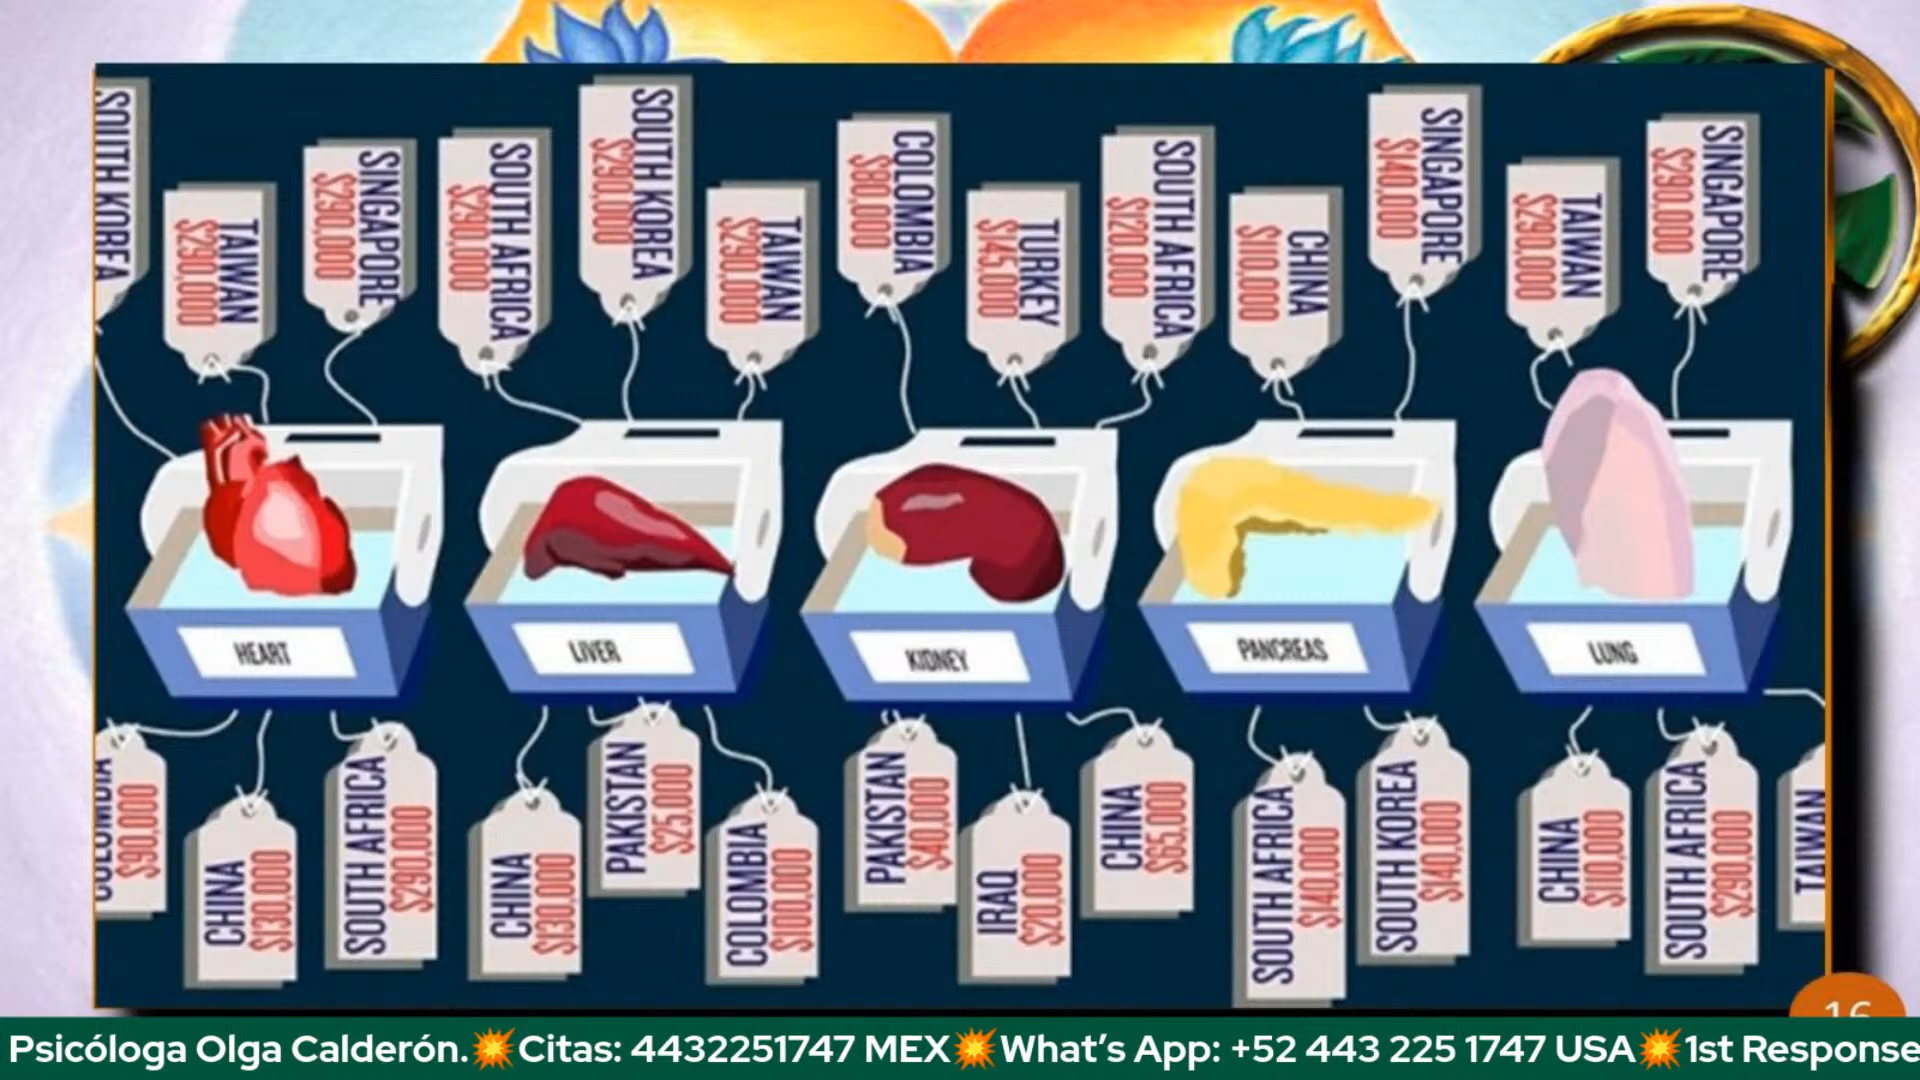 SOUTH KOREA
TAIWAN
$290,000
SINGAPORE
$290,000
SOUTH AFRICA
$290,000
SOUTH KOREA
$290,000
TAIWAN
$290,000
COLOMBIA
$80,000
TURKEY
$145,000
SOUTH AFRICA
$120,000
CHINA
$110,000
SINGAPORE
$140,000
TAIWAN
$290,000
SINGAPORE
$290,000
HEART
LIVER
KIDNEY
PANCREAS
LUNG
COLOMBIA
$90,000
CHINA
$130,000
SOUTH AFRICA
$290,000
CHINA
$130,000
PAKISTAN
$25,000
COLOMBIA
$100,000
PAKISTAN
$40,000
IRAQ
$20,000
CHINA
$65,000
SOUTH AFRICA
$140,000
SOUTH KOREA
$140,000
CHINA
$110,000
SOUTH AFRICA
$290,000
TAIWAN
16
Psicóloga Olga Calderón.💥Citas: 4432251747 MEX💥What's App: +52 443 225 1747 USA💥1st Response